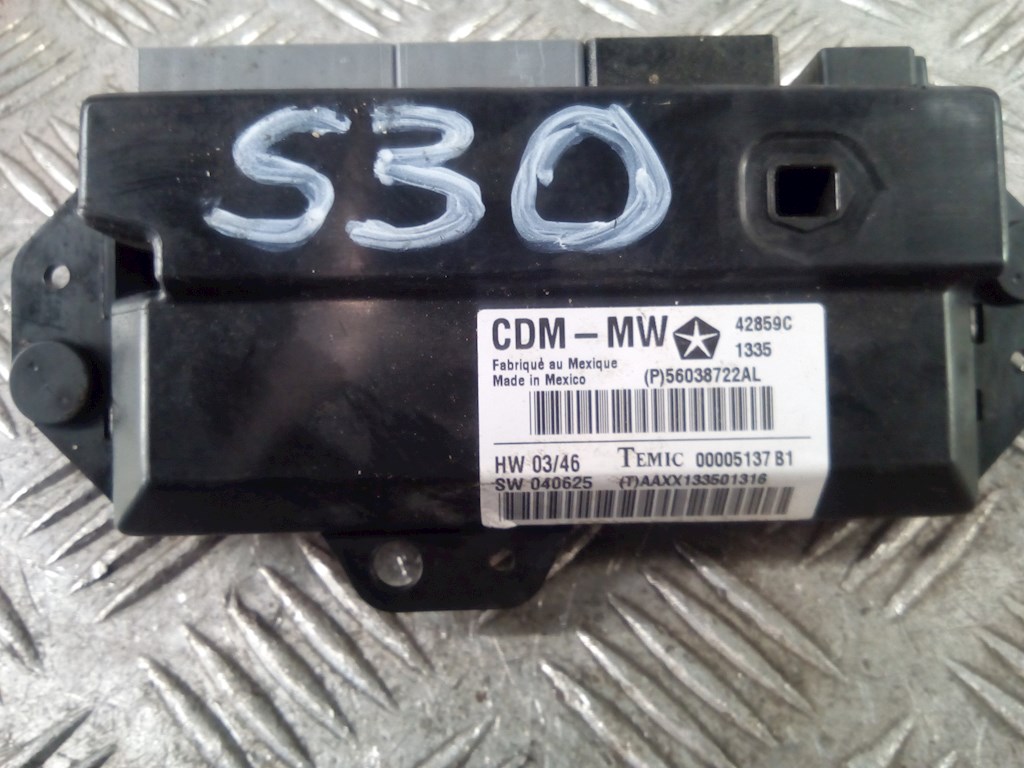 S30
CDM – MW 42859C
1335
Fabriqué au Mexique
Made in Mexico (P)56038722AL
HW 03/46 TEMIC 00005137 B1
SW 040625 (T)AAXX133501316